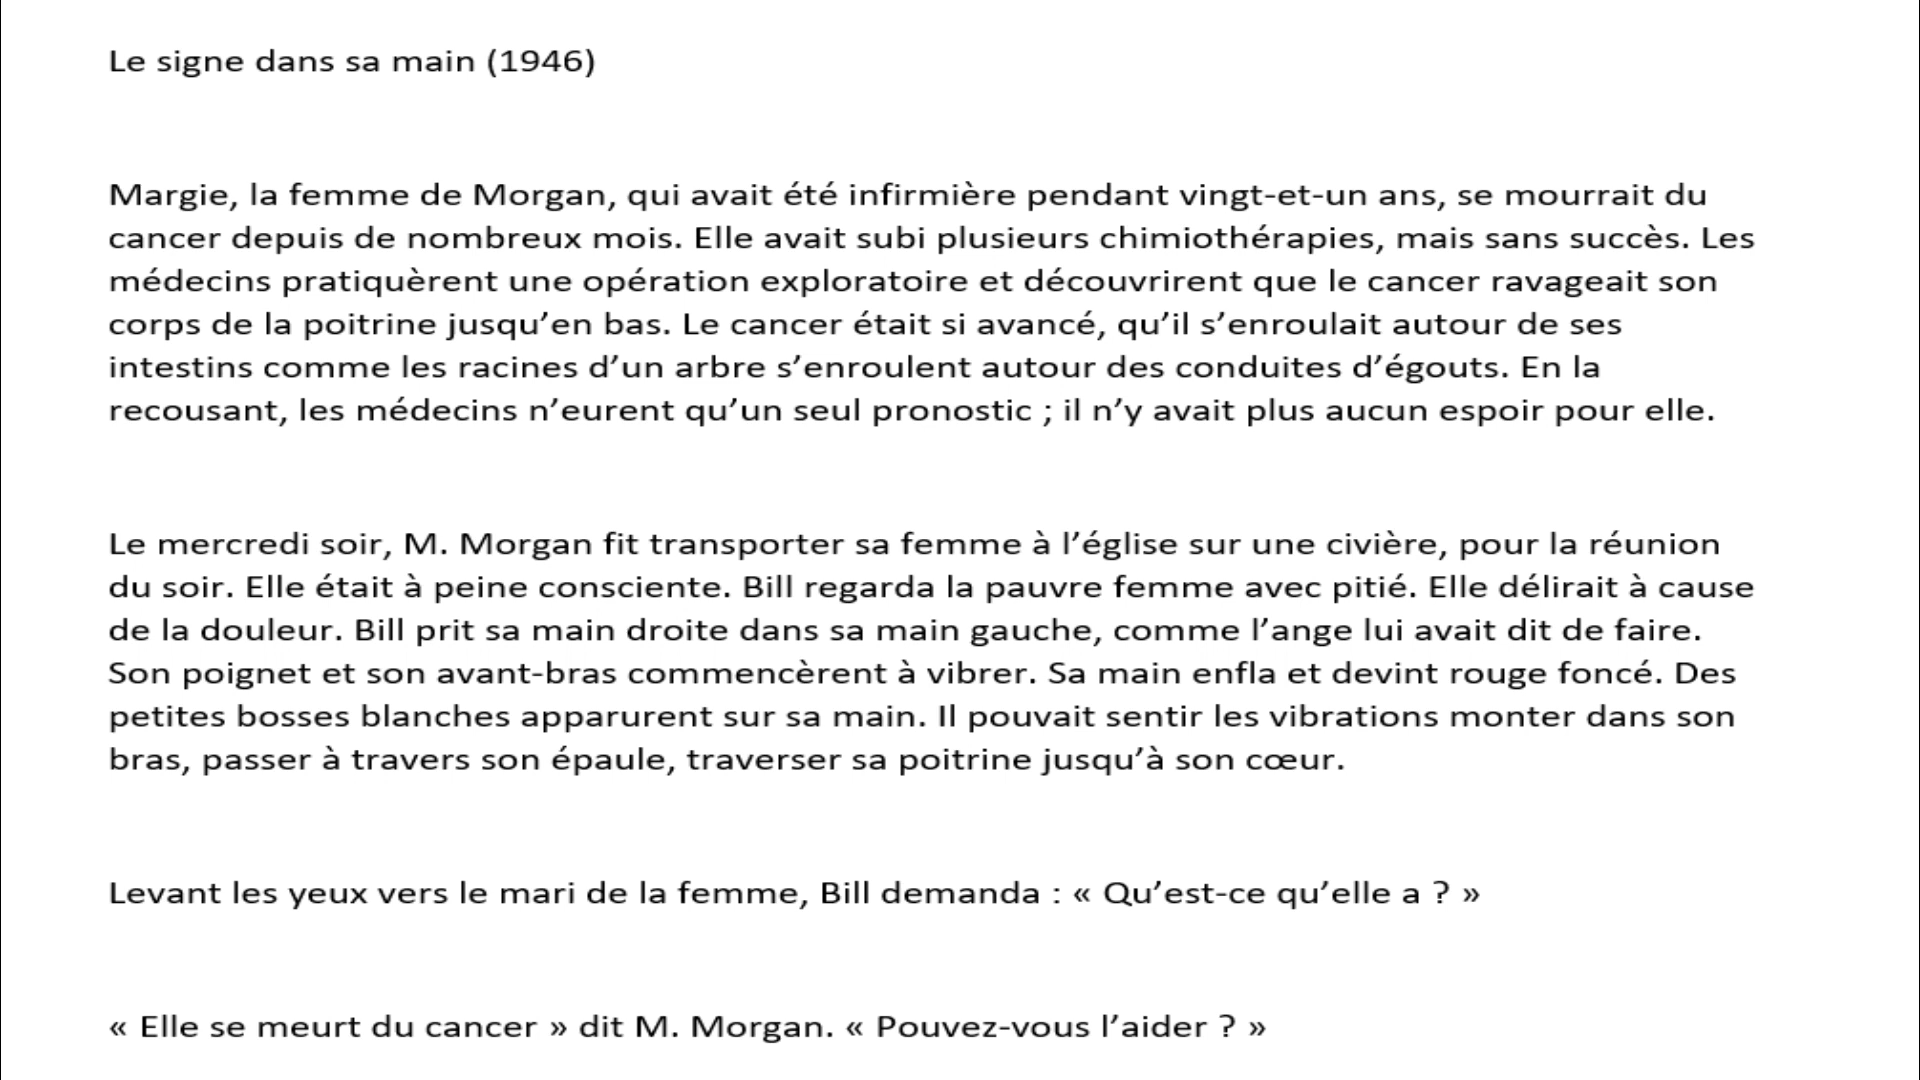 Le signe dans sa main (1946)
Margie, la femme de Morgan, qui avait été infirmière pendant vingt-et-un ans, se mourrait du
cancer depuis de nombreux mois. Elle avait subi plusieurs chimiothérapies, mais sans succès. Les
médecins pratiquèrent une opération exploratoire et découvrirent que le cancer ravageait son
corps de la poitrine jusqu’en bas. Le cancer était si avancé, qu’il s’enroulait autour de ses
intestins comme les racines d’un arbre s’enroulent autour des conduites d’égouts. En la
recousant, les médecins n’eurent qu’un seul pronostic ; il n’y avait plus aucun espoir pour elle.
Le mercredi soir, M. Morgan fit transporter sa femme à l’église sur une civière, pour la réunion
du soir. Elle était à peine consciente. Bill regarda la pauvre femme avec pitié. Elle délirait à cause
de la douleur. Bill prit sa main droite dans sa main gauche, comme l’ange lui avait dit de faire.
Son poignet et son avant-bras commencèrent à vibrer. Sa main enfla et devint rouge foncé. Des
petites bosses blanches apparurent sur sa main. Il pouvait sentir les vibrations monter dans son
bras, passer à travers son épaule, traverser sa poitrine jusqu’à son cœur.
Levant les yeux vers le mari de la femme, Bill demanda : « Qu’est-ce qu’elle a ? »
« Elle se meurt du cancer » dit M. Morgan. « Pouvez-vous l’aider ? »